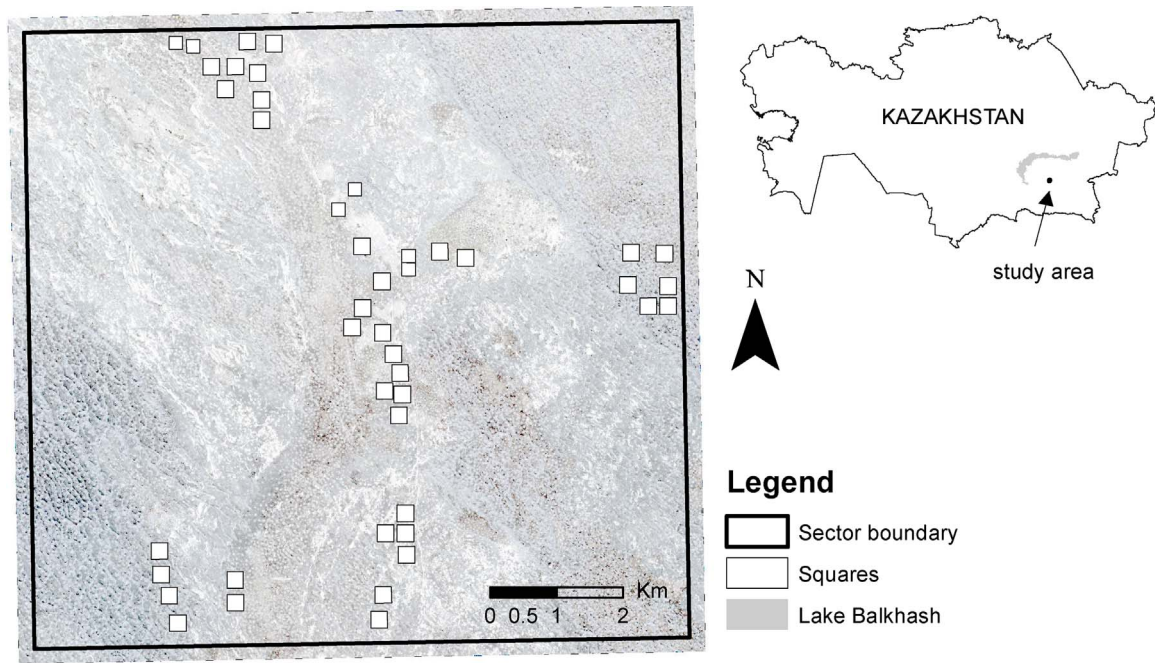 KAZAKHSTAN
study area
N
Legend
Sector boundary
Squares
Lake Balkhash
Km
0 0.5 1 2